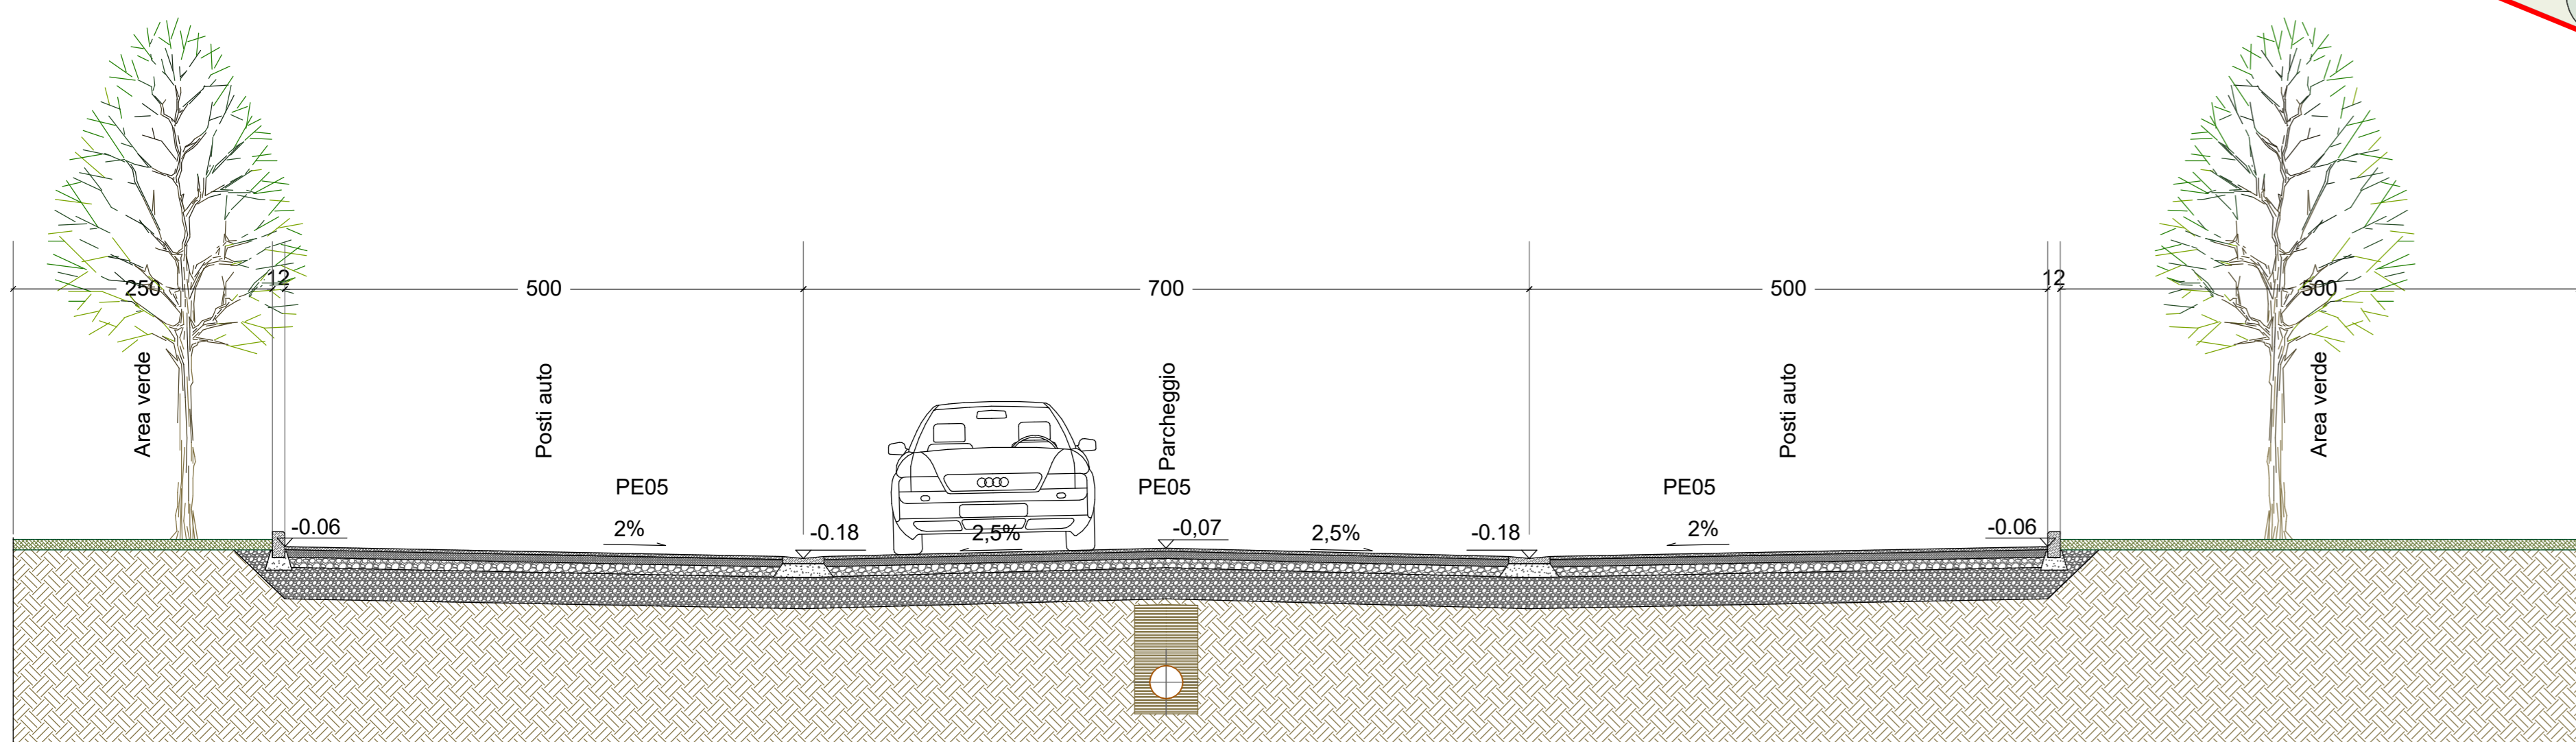 12
12
250
500
700
500
500
Area verde
Posti auto
Parcheggio
Posti auto
Area verde
PE05
PE05
PE05
-0.06
2%
-0.18
2,5%
-0,07
2,5%
-0.18
2%
-0.06